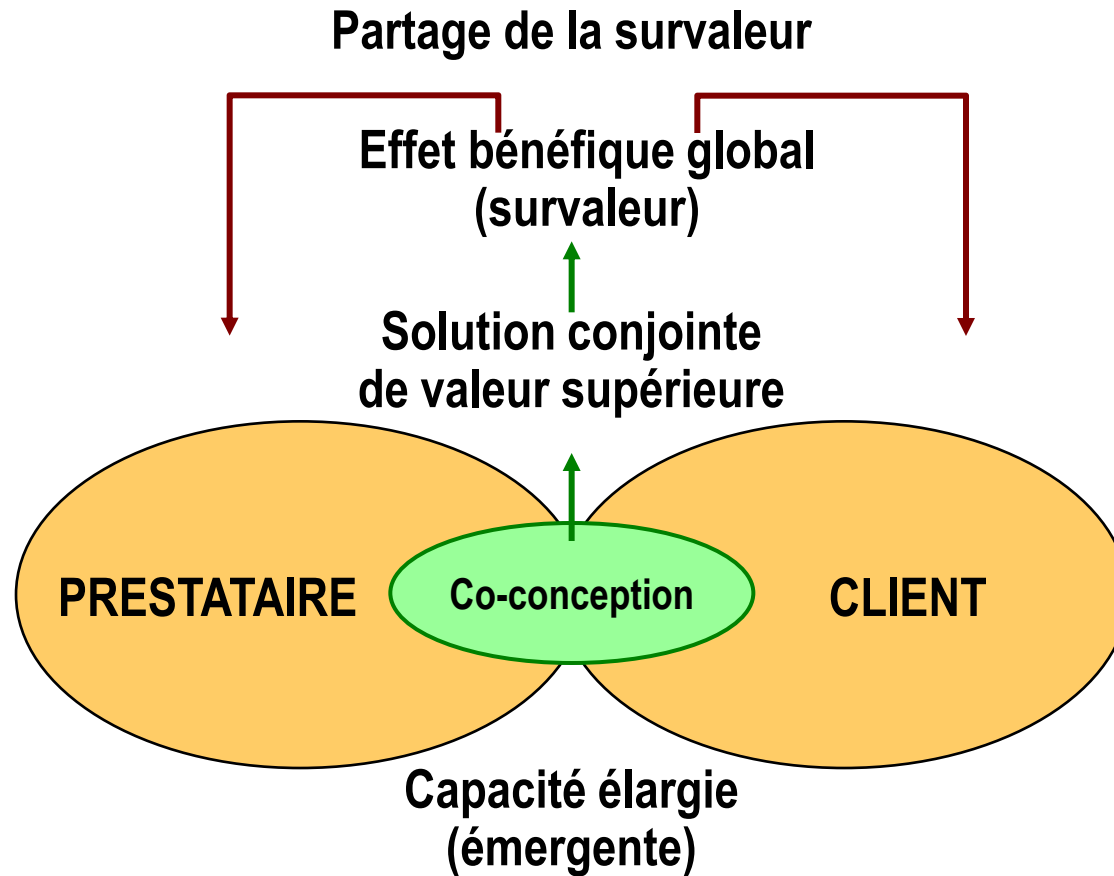 Partage de la survaleur
Effet bénéfique global
(survaleur)
Solution conjointe
de valeur supérieure
PRESTATAIRE
Co-conception
CLIENT
Capacité élargie
(émergente)